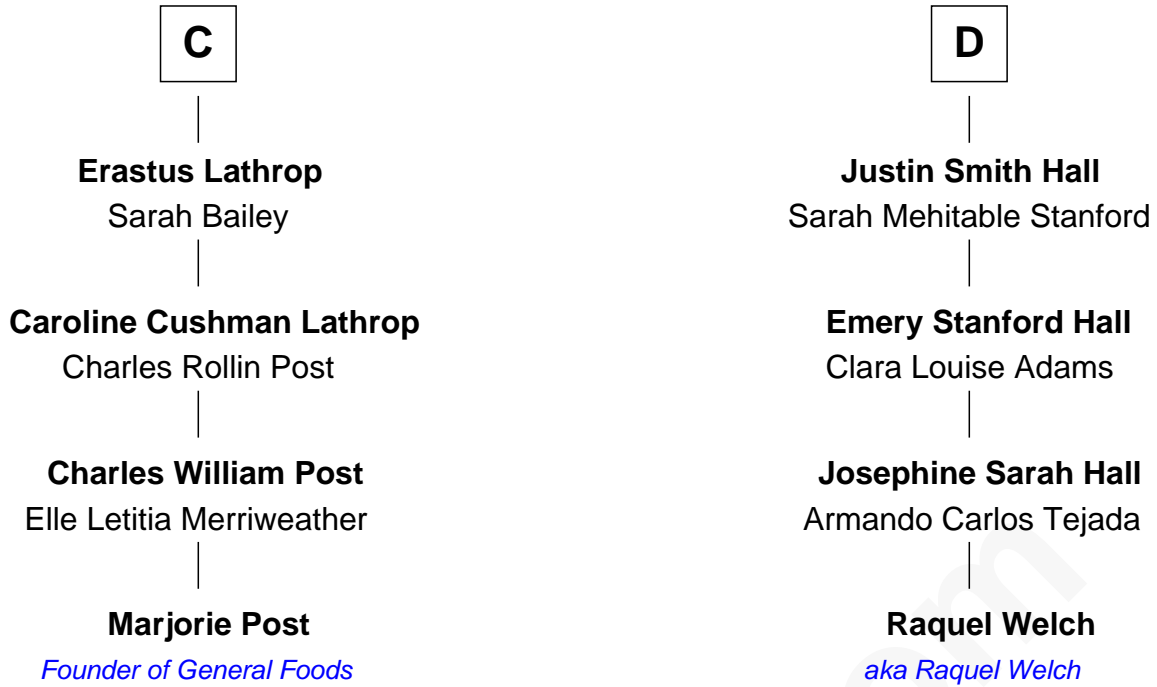 C
Erastus Lathrop
Sarah Bailey
Caroline Cushman Lathrop
Charles Rollin Post
Charles William Post
Elle Letitia Merriweather
Marjorie Post
Founder of General Foods
D
Justin Smith Hall
Sarah Mehitable Stanford
Emery Stanford Hall
Clara Louise Adams
Josephine Sarah Hall
Armando Carlos Tejada
Raquel Welch
aka Raquel Welch